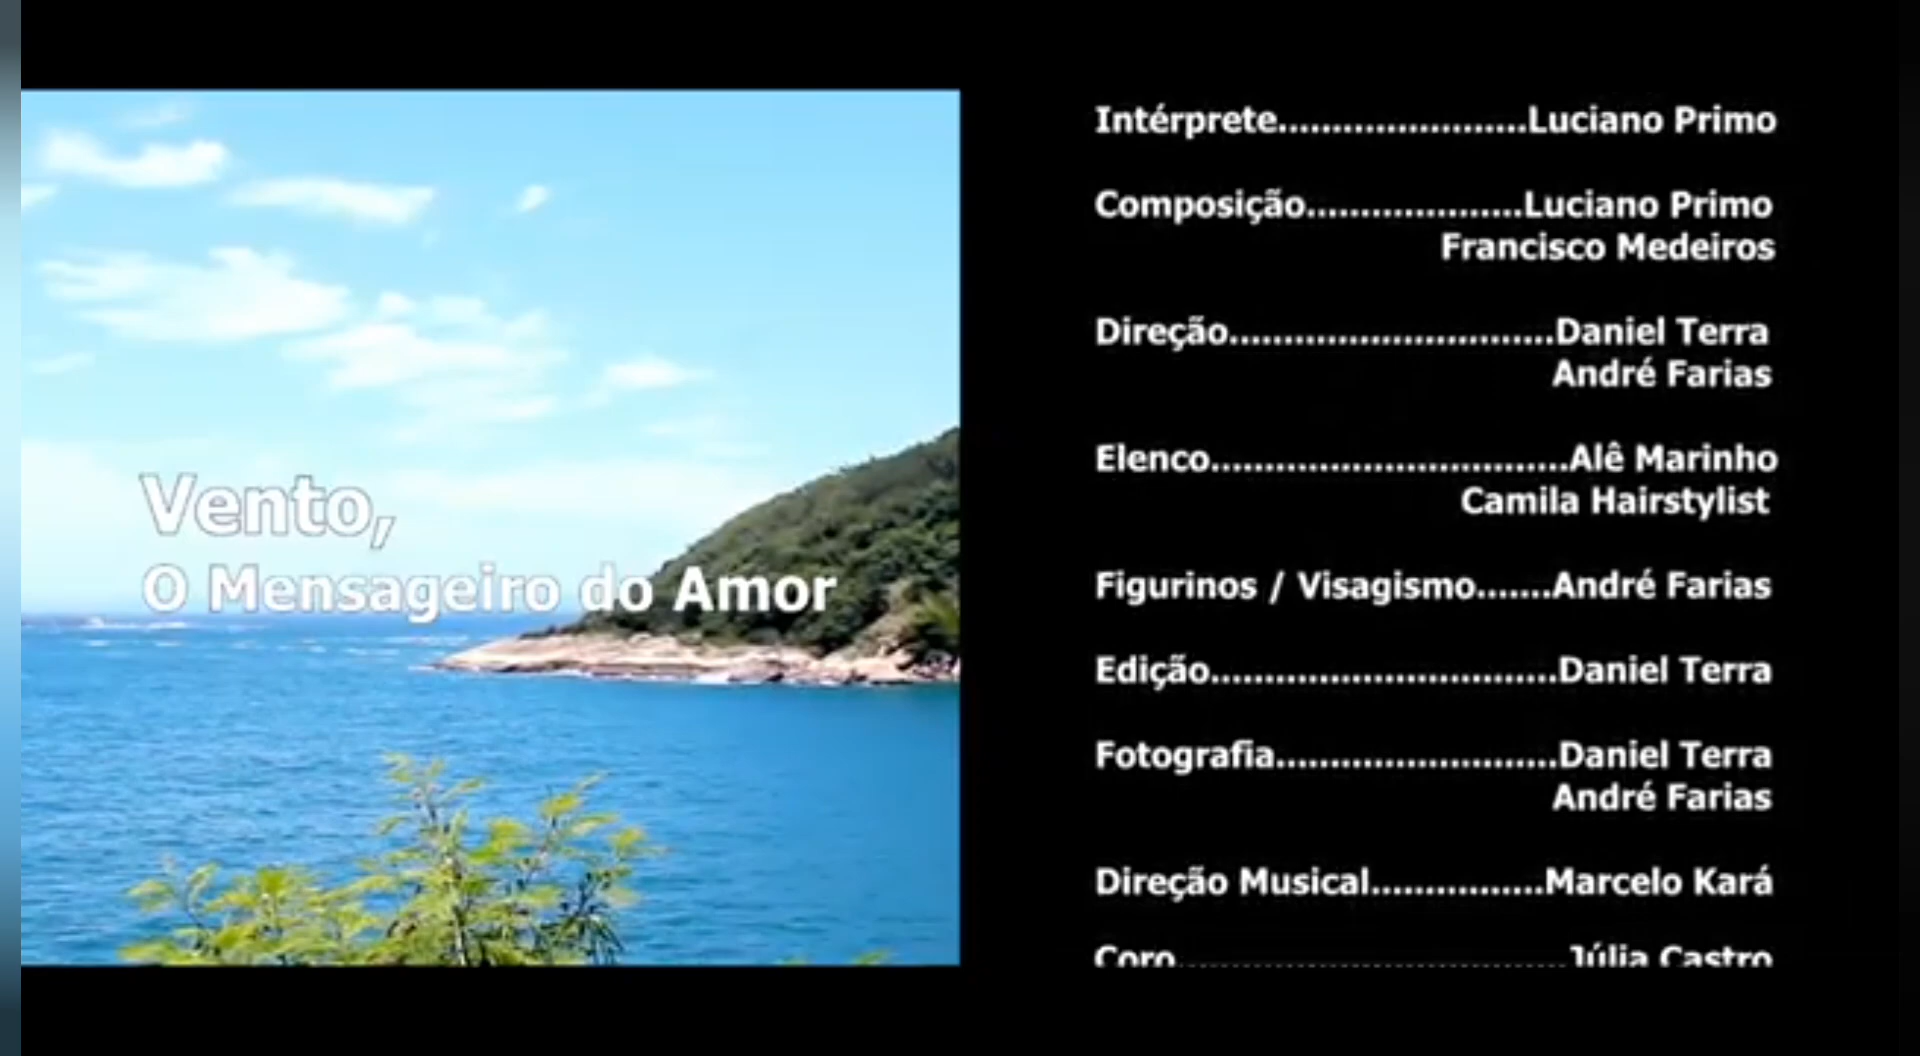 Vento,
O Mensageiro do Amor
Intérprete.......................Luciano Primo
Composição....................Luciano Primo
Francisco Medeiros
Direção..............................Daniel Terra
André Farias
Elenco.................................Alê Marinho
Camila Hairstylist
Figurinos / Visagismo.......André Farias
Edição................................Daniel Terra
Fotografia..........................Daniel Terra
André Farias
Direção Musical................Marcelo Kará
Coro....................................Júlia Castro